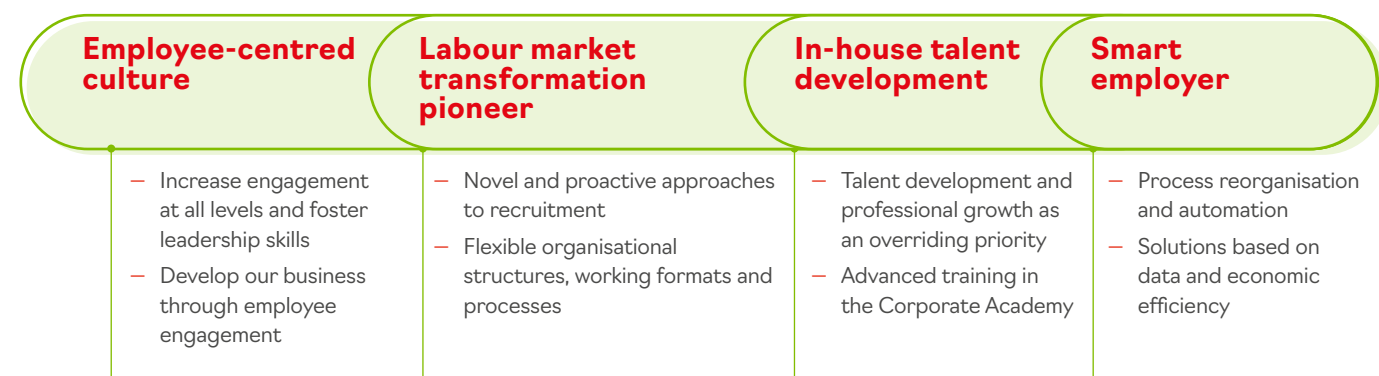 Employee-centred
culture
— Increase engagement
at all levels and foster
leadership skills
— Develop our business
through employee
engagement
Labour market
transformation
pioneer
— Novel and proactive approaches
to recruitment
— Flexible organisational
structures, working formats and
processes
In-house talent
development
— Talent development and
professional growth as
an overriding priority
— Advanced training in
the Corporate Academy
Smart
employer
— Process reorganisation
and automation
— Solutions based on
data and economic
efficiency